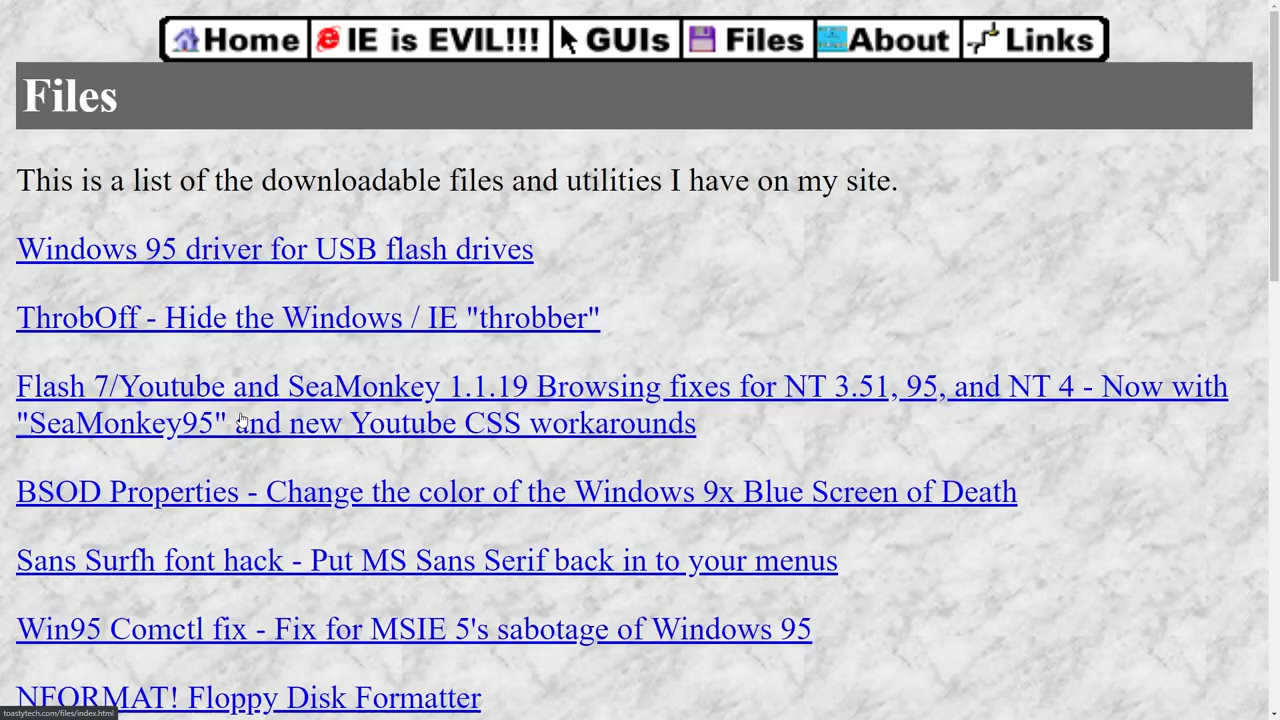 Home IE is EVIL!!! GUIs Files About Links
Files
This is a list of the downloadable files and utilities I have on my site.
Windows 95 driver for USB flash drives
ThrobOff - Hide the Windows / IE "throbber"
Flash 7/Youtube and SeaMonkey 1.1.19 Browsing fixes for NT 3.51, 95, and NT 4 - Now with
"SeaMonkey95" and new Youtube CSS workarounds
BSOD Properties - Change the color of the Windows 9x Blue Screen of Death
Sans Surfh font hack - Put MS Sans Serif back in to your menus
Win95 Comctl fix - Fix for MSIE 5's sabotage of Windows 95
NFORMAT! Floppy Disk Formatter
toastytech.com/files/index.html